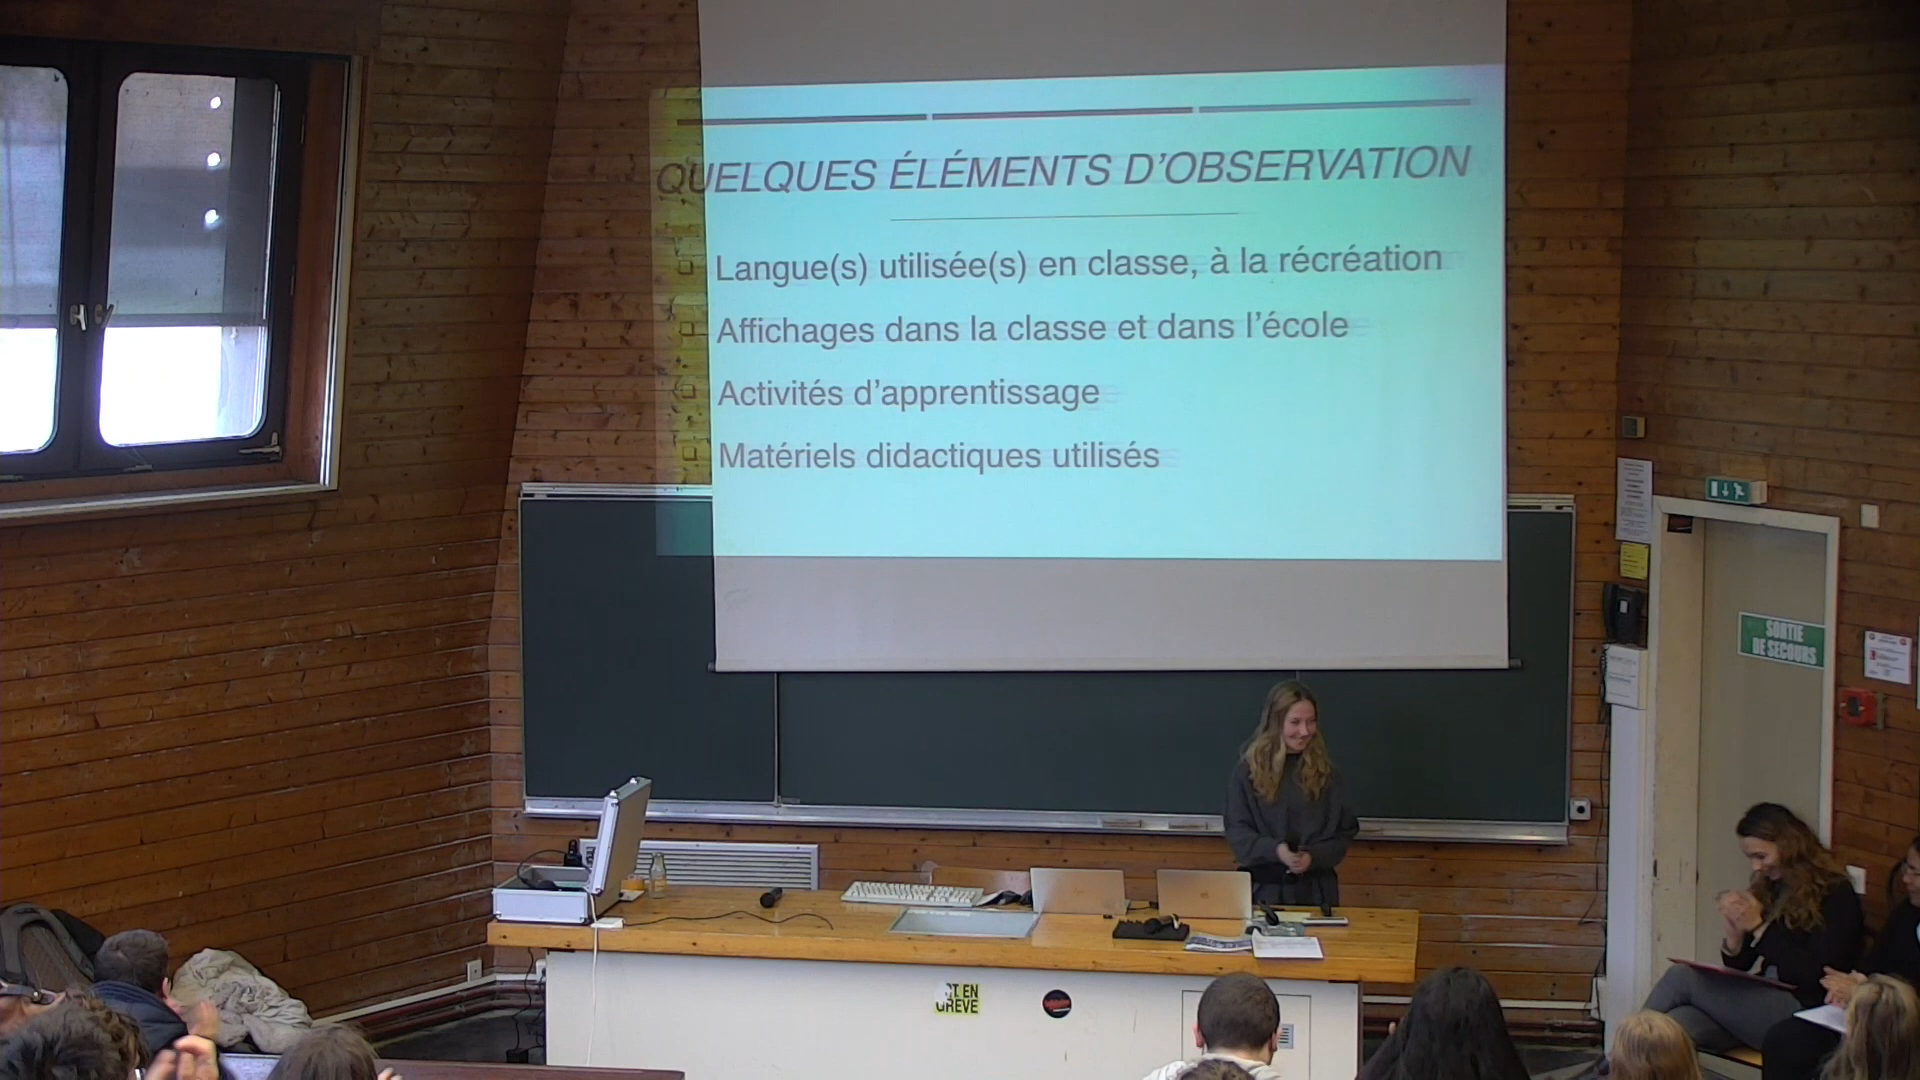 QUELQUES ÉLÉMENTS D'OBSERVATION
Langue(s) utilisée(s) en classe, à la récréation
Affichages dans la classe et dans l'école
Activités d'apprentissage
Matériels didactiques utilisés
SORTIE
DE SECOURS
EN
GREVE